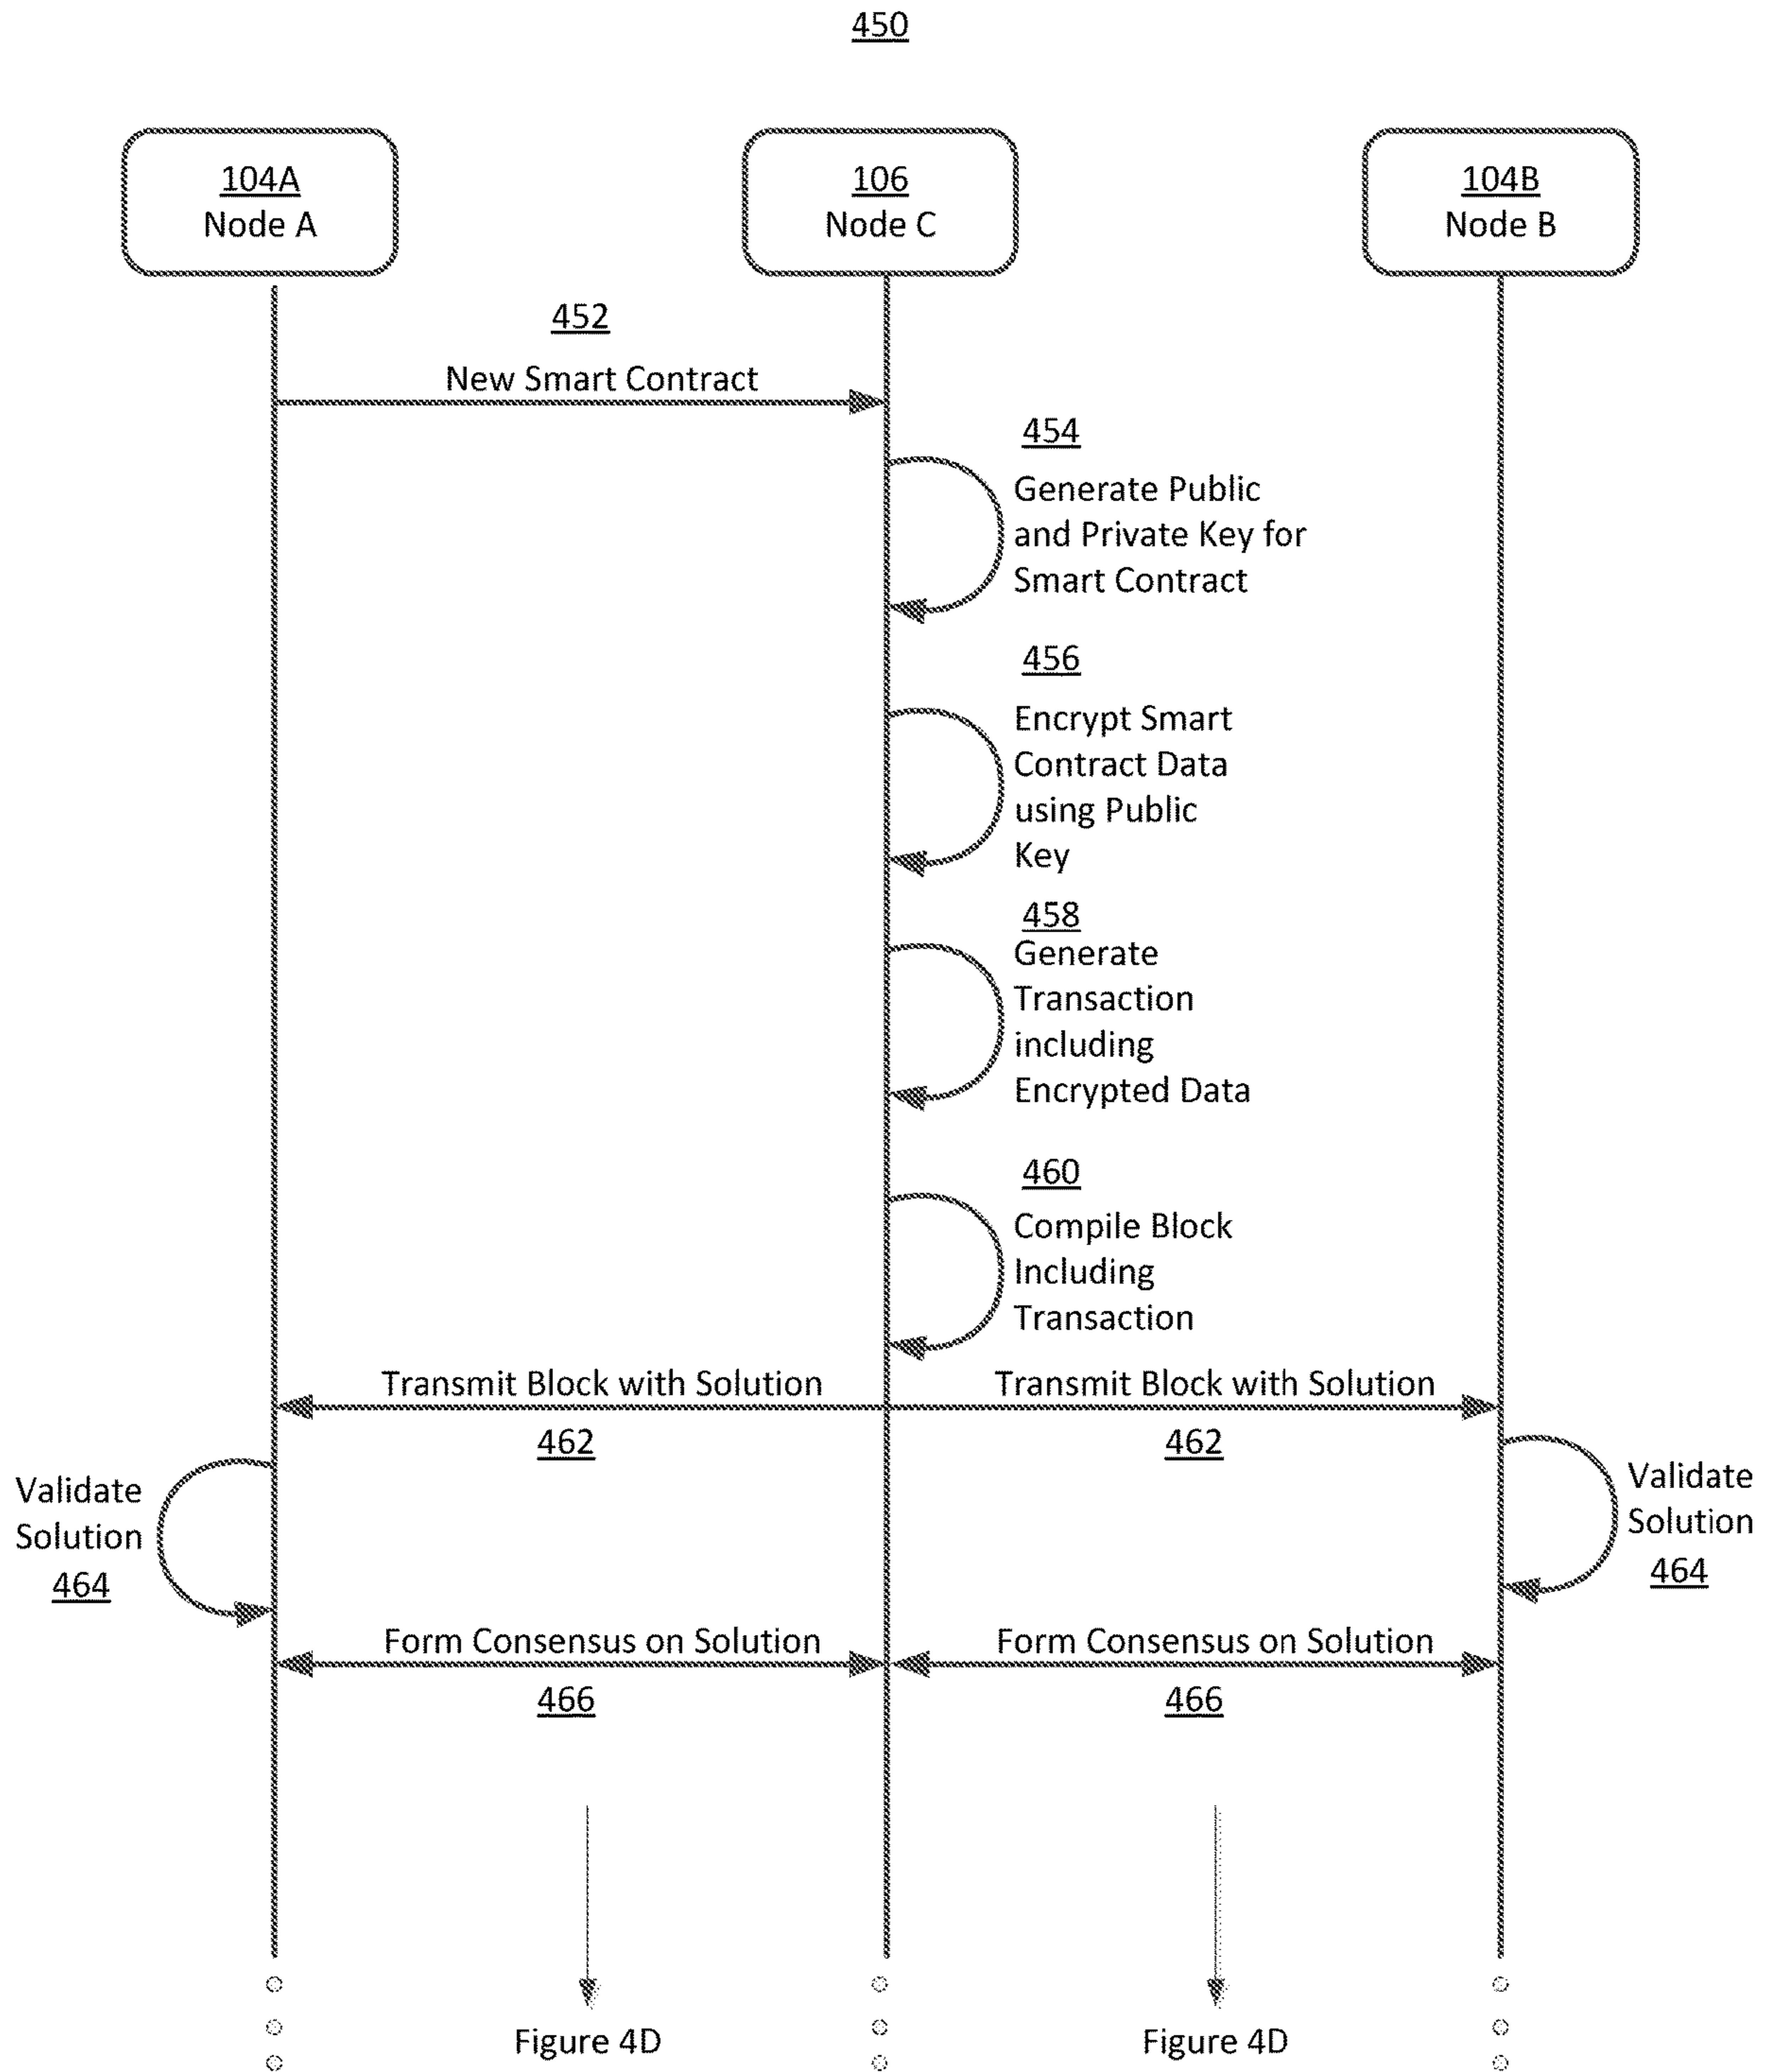 450
104A
Node A
106
Node C
104B
Node B
452
New Smart Contract
454
Generate Public
and Private Key for
Smart Contract
456
Encrypt Smart
Contract Data
using Public
Key
458
Generate
Transaction
including
Encrypted Data
460
Compile Block
Including
Transaction
Transmit Block with Solution
Transmit Block with Solution
462
462
Validate
Solution
464
Validate
Solution
464
Form Consensus on Solution
Form Consensus on Solution
466
466
Figure 4D
Figure 4D